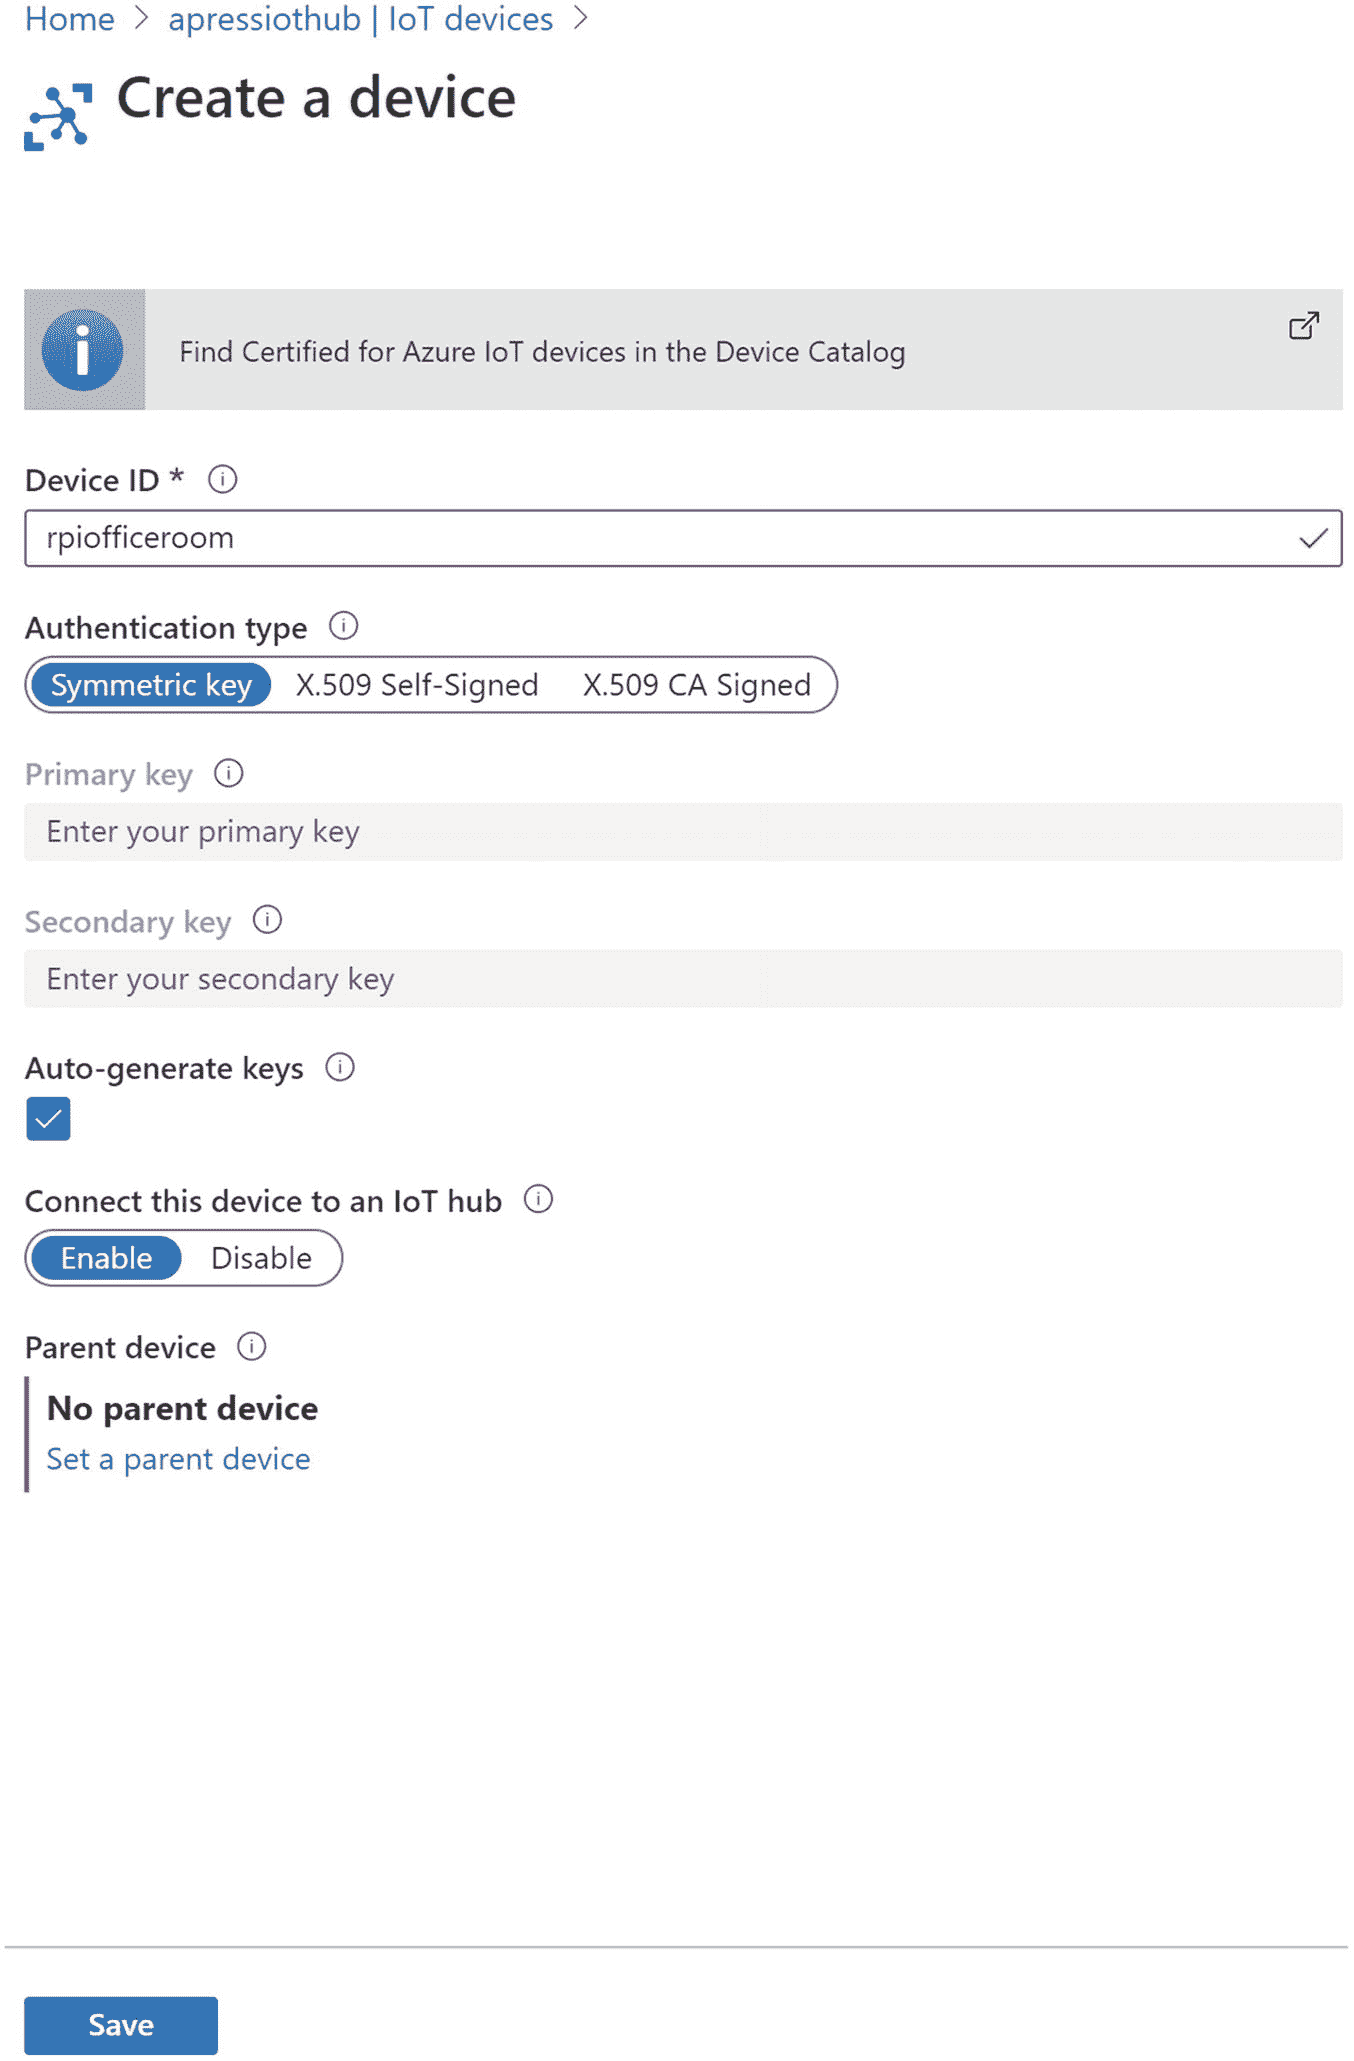 Home > apressiothub | IoT devices >
Create a device
Find Certified for Azure IoT devices in the Device Catalog
Device ID *
rpiofficeroom
Authentication type
Symmetric key X.509 Self-Signed X.509 CA Signed
Primary key
Enter your primary key
Secondary key
Enter your secondary key
Auto-generate keys
Connect this device to an IoT hub
Enable Disable
Parent device
No parent device
Set a parent device
Save